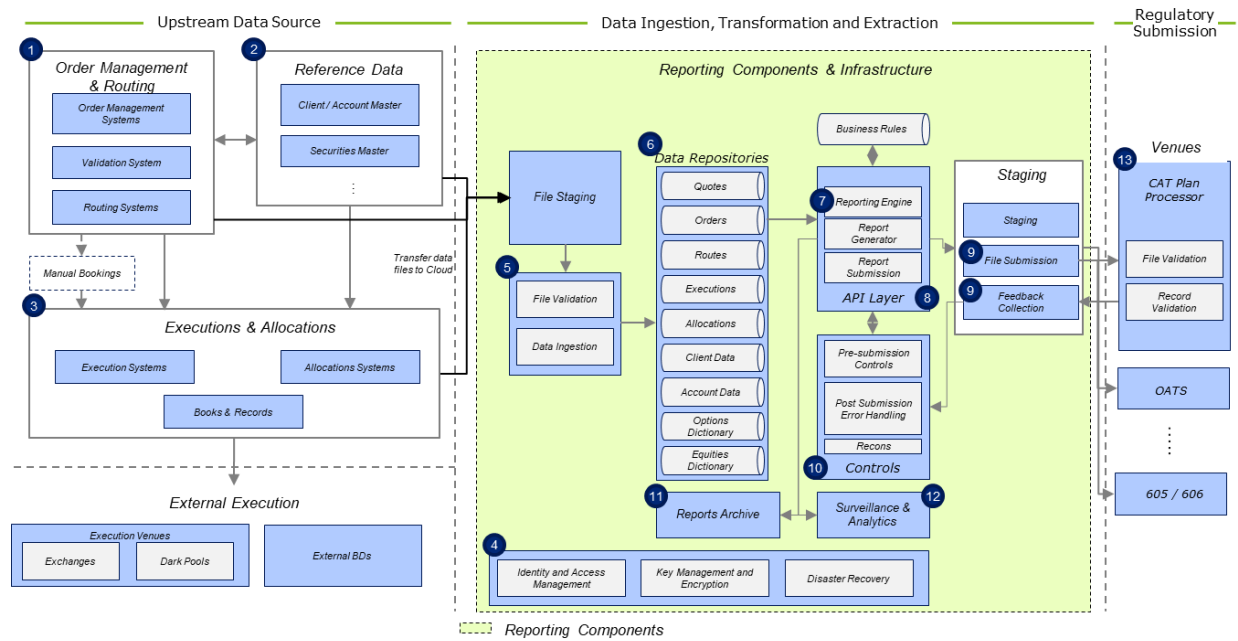 Upstream Data Source
Data Ingestion, Transformation and Extraction
Regulatory
Submission
1
Order Management
& Routing
Order Management
Systems
Validation System
Routing Systems
2
Reference Data
Client / Account Master
Securities Master
⋮
Manual Bookings
3
Executions & Allocations
Execution Systems
Allocations Systems
Books & Records
Transfer data
files to Cloud
External Execution
Execution Venues
Exchanges
Dark Pools
External BDs
Reporting Components & Infrastructure
File Staging
5
File Validation
Data Ingestion
6
Data Repositories
Quotes
Orders
Routes
Executions
Allocations
Client Data
Account Data
Options
Dictionary
Equities
Dictionary
Business Rules
7
Reporting Engine
Report
Generator
Report
Submission
API Layer
8
Pre-submission
Controls
Post Submission
Error Handling
Recons
10
Controls
11
Reports Archive
Surveillance &
Analytics
12
4
Identity and Access
Management
Key Management and
Encryption
Disaster Recovery
Staging
Staging
9
File Submission
9
Feedback
Collection
Venues
13
CAT Plan
Processor
File Validation
Record
Validation
OATS
605 / 606
Reporting Components